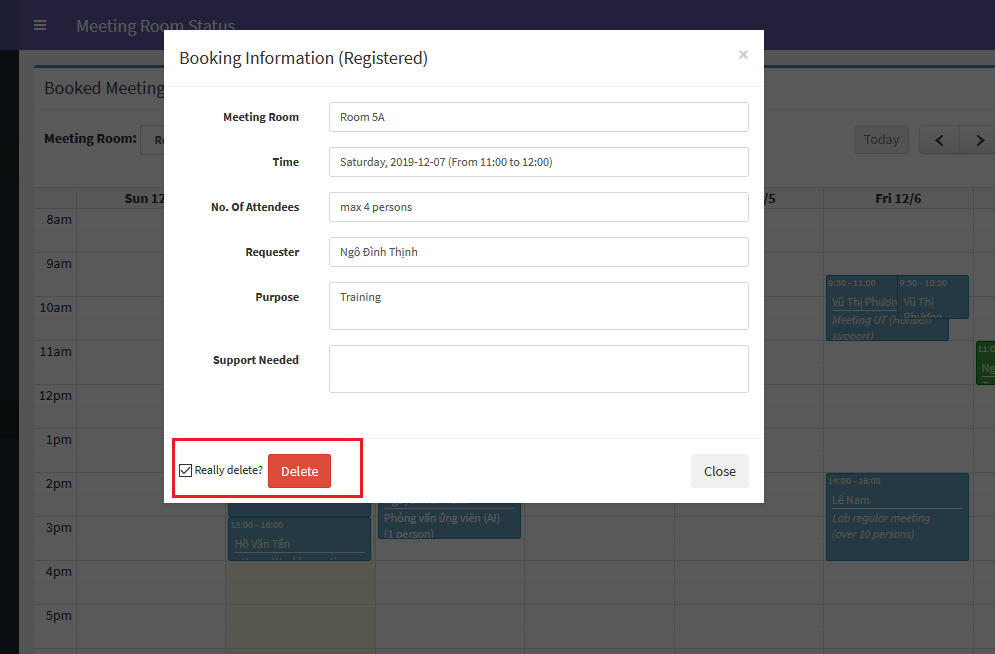 Meeting Room Status
Booking Information (Registered)
×
Booked Meeting
Meeting Room:
Today
Meeting Room
Room 5A
Time
Saturday, 2019-12-07 (From 11:00 to 12:00)
No. Of Attendees
max 4 persons
Requester
Ngô Đình Thịnh
Purpose
Training
Support Needed
Really delete?
Delete
Close
Sun 12
/5
Fri 12/6
8am
9am
10am
11am
12pm
1pm
2pm
3pm
4pm
5pm
9:30 - 11:00
Vũ Thị Phươn
Meeting UT (Hanban
support)
9:30 - 10:30
Vũ Thị
Phương
11:0
Ng
14:00 - 16:00
Lê Nam
Lab regular meeting
(over 10 persons)
15:00 - 16:00
Hồ Văn Tấn
Phỏng vấn ứng viên (AI)
(1 person)